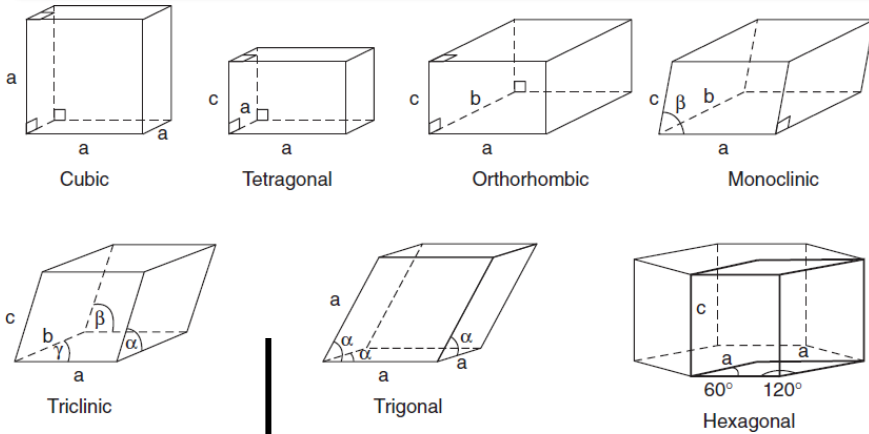 a
a
a
Cubic
c
a
a
Tetragonal
c
b
a
Orthorhombic
c
β
b
a
Monoclinic
c
b
γ
β
α
a
Triclinic
a
α
α
α
a
a
Trigonal
c
a
a
60°
120°
Hexagonal